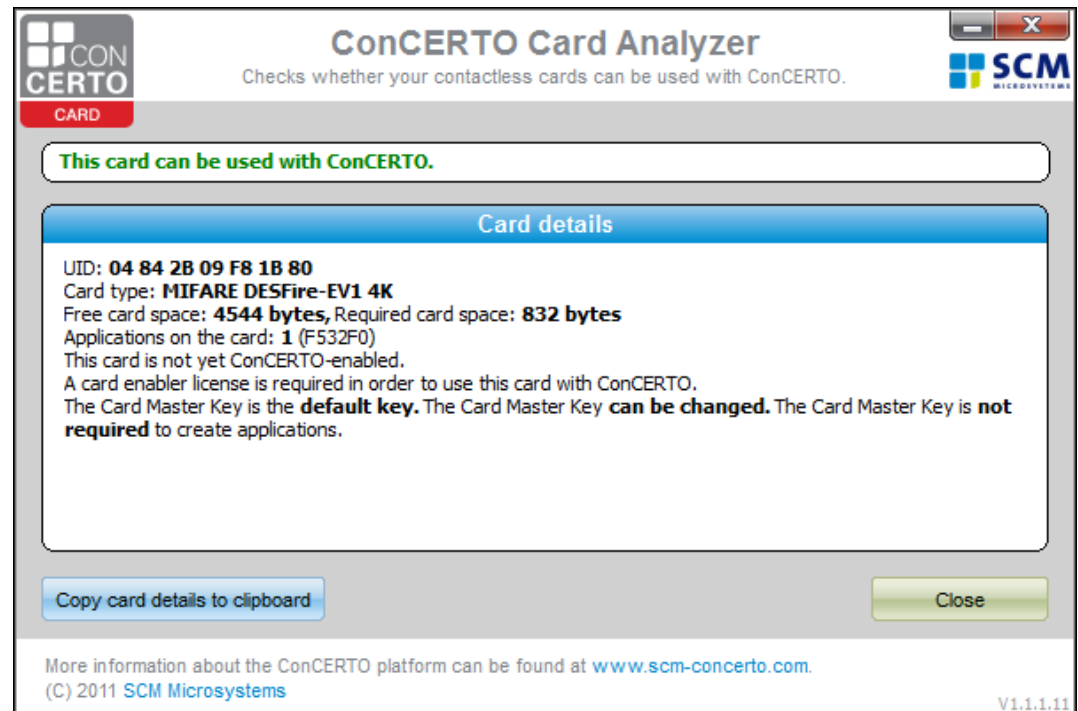 CON
CERTO
CARD
ConCERTO Card Analyzer
Checks whether your contactless cards can be used with ConCERTO.
SCM
MICROSYSTEMS
This card can be used with ConCERTO.
Card details
UID: 04 84 2B 09 F8 1B 80
Card type: MIFARE DESFire-EV1 4K
Free card space: 4544 bytes, Required card space: 832 bytes
Applications on the card: 1 (F532F0)
This card is not yet ConCERTO-enabled.
A card enabler license is required in order to use this card with ConCERTO.
The Card Master Key is the default key. The Card Master Key can be changed. The Card Master Key is not
required to create applications.
Copy card details to clipboard
Close
More information about the ConCERTO platform can be found at www.scm-concerto.com.
(C) 2011 SCM Microsystems
V1.1.1.11